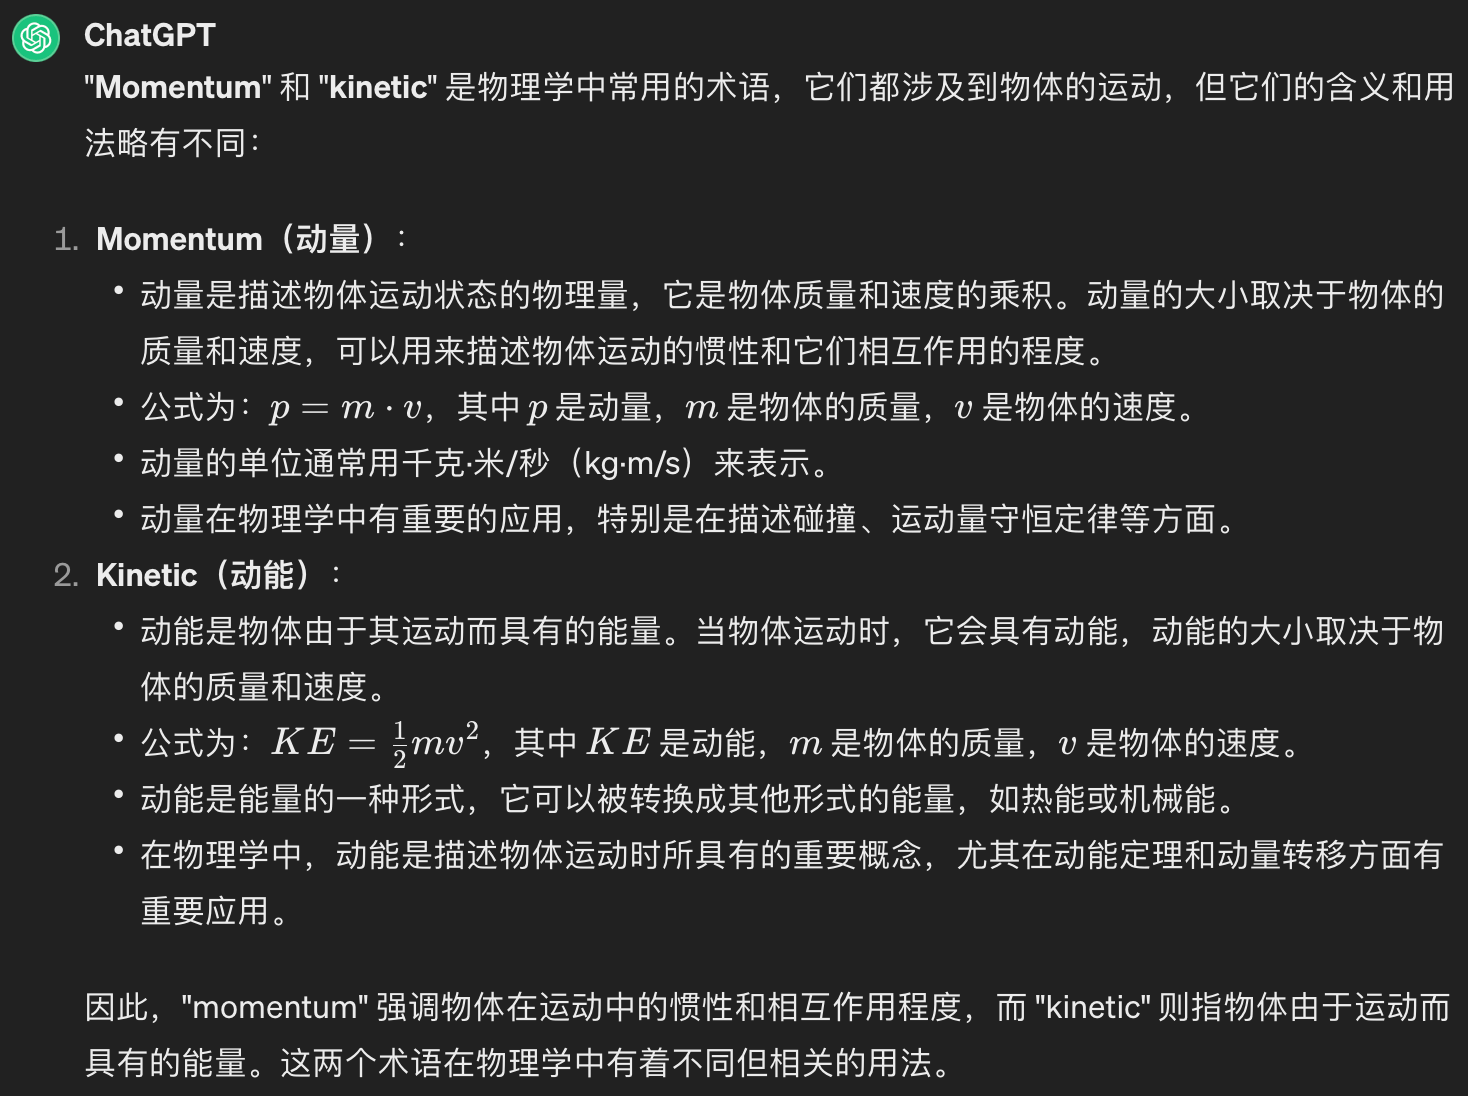 ChatGPT
"Momentum" 和 "kinetic" 是物理学中常用的术语，它们都涉及到物体的运动，但它们的含义和用
法略有不同：
1. Momentum（动量）：
• 动量是描述物体运动状态的物理量，它是物体质量和速度的乘积。动量的大小取决于物体的
质量和速度，可以用来描述物体运动的惯性和它们相互作用的程度。
• 公式为：p = m · v，其中 p 是动量，m 是物体的质量，v 是物体的速度。
• 动量的单位通常用千克·米/秒（kg·m/s）来表示。
• 动量在物理学中有重要的应用，特别是在描述碰撞、运动量守恒定律等方面。
2. Kinetic（动能）：
• 动能是物体由于其运动而具有的能量。当物体运动时，它会具有动能，动能的大小取决于物
体的质量和速度。
• 公式为：KE = ½mv²，其中 KE 是动能，m 是物体的质量，v 是物体的速度。
• 动能是能量的一种形式，它可以被转换成其他形式的能量，如热能或机械能。
• 在物理学中，动能是描述物体运动时所具有的重要概念，尤其在动能定理和动量转移方面有
重要应用。
因此，"momentum" 强调物体在运动中的惯性和相互作用程度，而 "kinetic" 则指物体由于运动而
具有的能量。这两个术语在物理学中有着不同但相关的用法。